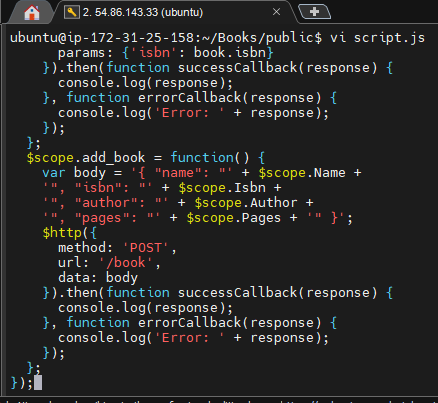 2. 54.86.143.33 (ubuntu)
ubuntu@ip-172-31-25-158:~/Books/public$ vi script.js
      params: {'isbn': book.isbn}
    }).then(function successCallback(response) {
      console.log(response);
    }, function errorCallback(response) {
      console.log('Error: ' + response);
    });
  };
  $scope.add_book = function() {
    var body = '{ "name": "' + $scope.Name +
    '", "isbn": "' + $scope.Isbn +
    '", "author": "' + $scope.Author +
    '", "pages": "' + $scope.Pages + '" }';
    $http({
      method: 'POST',
      url: '/book',
      data: body
    }).then(function successCallback(response) {
      console.log(response);
    }, function errorCallback(response) {
      console.log('Error: ' + response);
    });
  };
});